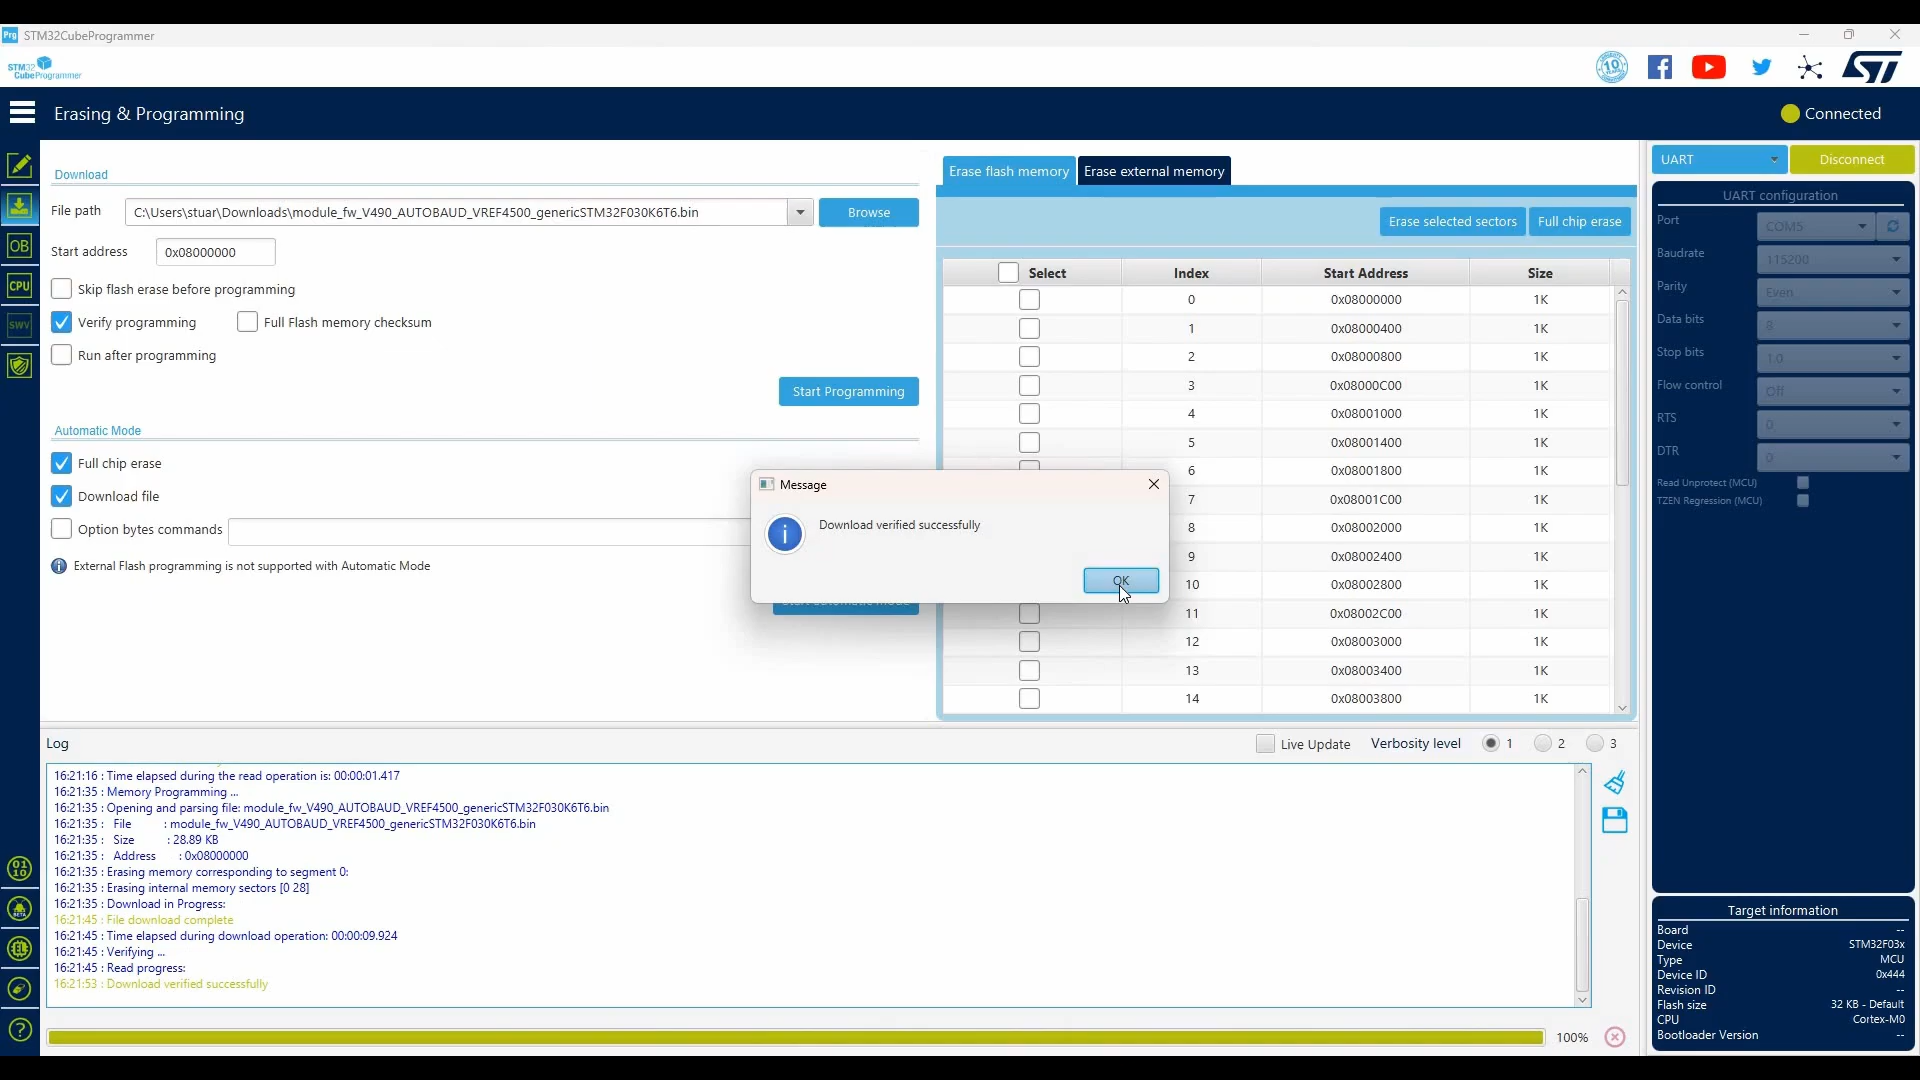 Prg STM32CubeProgrammer
STM32
CubeProgrammer
10
ST
Erasing & Programming
Connected
Download
File path
C:\Users\stuar\Downloads\module_fw_V490_AUTOBAUD_VREF4500_genericSTM32F030K6T6.bin
Browse
Start address
0x08000000
Skip flash erase before programming
Verify programming
Full Flash memory checksum
Run after programming
Start Programming
Automatic Mode
Full chip erase
Download file
Option bytes commands
External Flash programming is not supported with Automatic Mode
OB
CPU
SWV
Erase flash memory
Erase external memory
Erase selected sectors
Full chip erase
Select Index Start Address Size
0 0x08000000 1K
1 0x08000400 1K
2 0x08000800 1K
3 0x08000C00 1K
4 0x08001000 1K
5 0x08001400 1K
6 0x08001800 1K
7 0x08001C00 1K
8 0x08002000 1K
9 0x08002400 1K
10 0x08002800 1K
11 0x08002C00 1K
12 0x08003000 1K
13 0x08003400 1K
14 0x08003800 1K
Message
Download verified successfully
OK
UART
Disconnect
UART configuration
Port COM5
Baudrate 115200
Parity Even
Data bits 8
Stop bits 1.0
Flow control Off
RTS 0
DTR 0
Read Unprotect (MCU)
TZEN Regression (MCU)
Log
Live Update Verbosity level 1 2 3
16:21:16 : Time elapsed during the read operation is: 00:00:01.417
16:21:35 : Memory Programming ...
16:21:35 : Opening and parsing file: module_fw_V490_AUTOBAUD_VREF4500_genericSTM32F030K6T6.bin
16:21:35 : File : module_fw_V490_AUTOBAUD_VREF4500_genericSTM32F030K6T6.bin
16:21:35 : Size : 28.89 KB
16:21:35 : Address : 0x08000000
16:21:35 : Erasing memory corresponding to segment 0:
16:21:35 : Erasing internal memory sectors [0 28]
16:21:35 : Download in Progress:
16:21:45 : File download complete
16:21:45 : Time elapsed during download operation: 00:00:09.924
16:21:45 : Verifying ...
16:21:45 : Read progress:
16:21:53 : Download verified successfully
100%
Target information
Board --
Device STM32F03x
Type MCU
Device ID 0x444
Revision ID --
Flash size 32 KB - Default
CPU Cortex-M0
Bootloader Version --